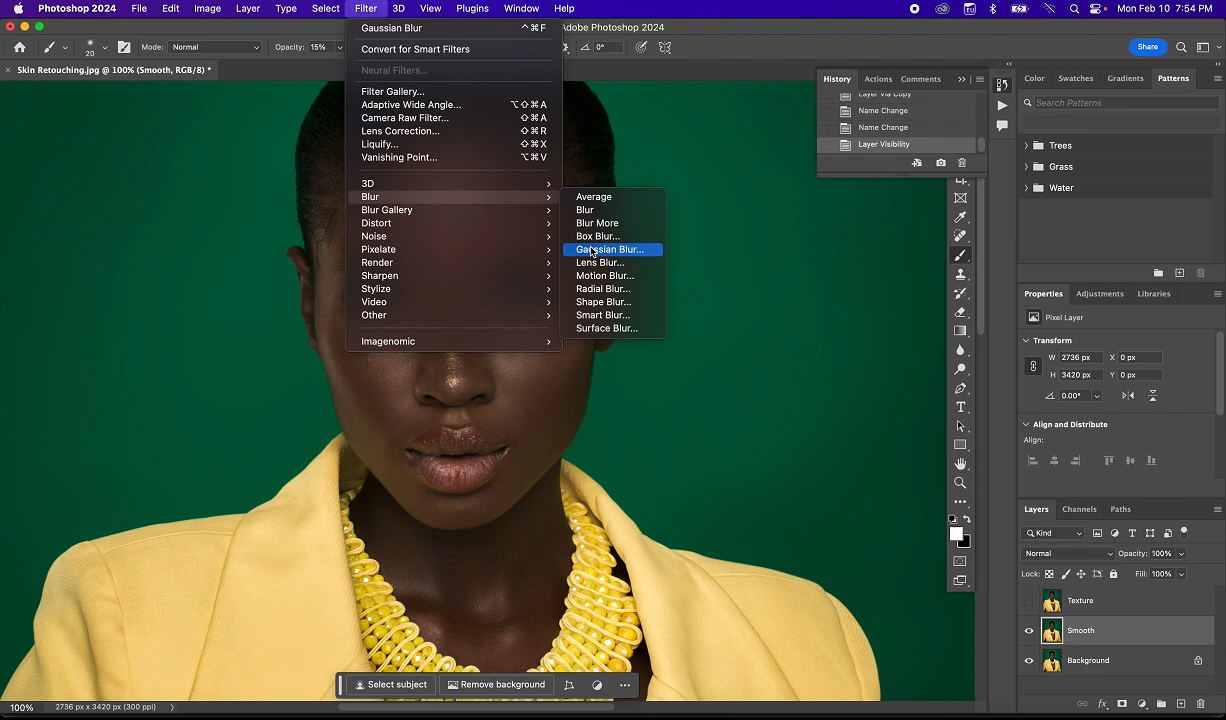 Photoshop 2024 File Edit Image Layer Type Select Filter 3D View Plugins Window Help Mon Feb 10 7:54 PM
Adobe Photoshop 2024
20 Mode: Normal Opacity: 15% 0° Share
Skin Retouching.jpg @ 100% (Smooth, RGB/8) *
Gaussian Blur ^⌘F
Convert for Smart Filters
Neural Filters...
Filter Gallery...
Adaptive Wide Angle... ⌥⇧⌘A
Camera Raw Filter... ⇧⌘A
Lens Correction... ⇧⌘R
Liquify... ⇧⌘X
Vanishing Point... ⌥⌘V
3D
Blur
Blur Gallery
Distort
Noise
Pixelate
Render
Sharpen
Stylize
Video
Other
Imagenomic
Average
Blur
Blur More
Box Blur...
Gaussian Blur...
Lens Blur...
Motion Blur...
Radial Blur...
Shape Blur...
Smart Blur...
Surface Blur...
History Actions Comments
Layer Via Copy
Name Change
Name Change
Layer Visibility
Color Swatches Gradients Patterns
Search Patterns
Trees
Grass
Water
Properties Adjustments Libraries
Pixel Layer
Transform
W 2736 px X 0 px
H 3420 px Y 0 px
0.00°
Align and Distribute
Align:
Layers Channels Paths
Kind
Normal Opacity: 100%
Lock: Fill: 100%
Texture
Smooth
Background
Select subject Remove background
100% 2736 px x 3420 px (300 ppi)